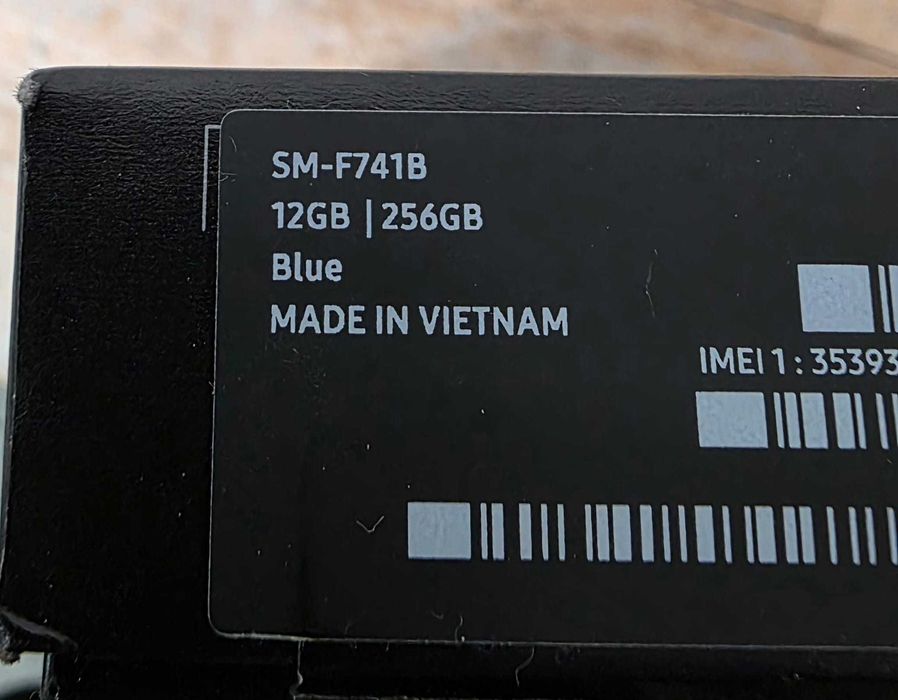 SM-F741B
12GB | 256GB
Blue
MADE IN VIETNAM
IMEI 1 : 35393